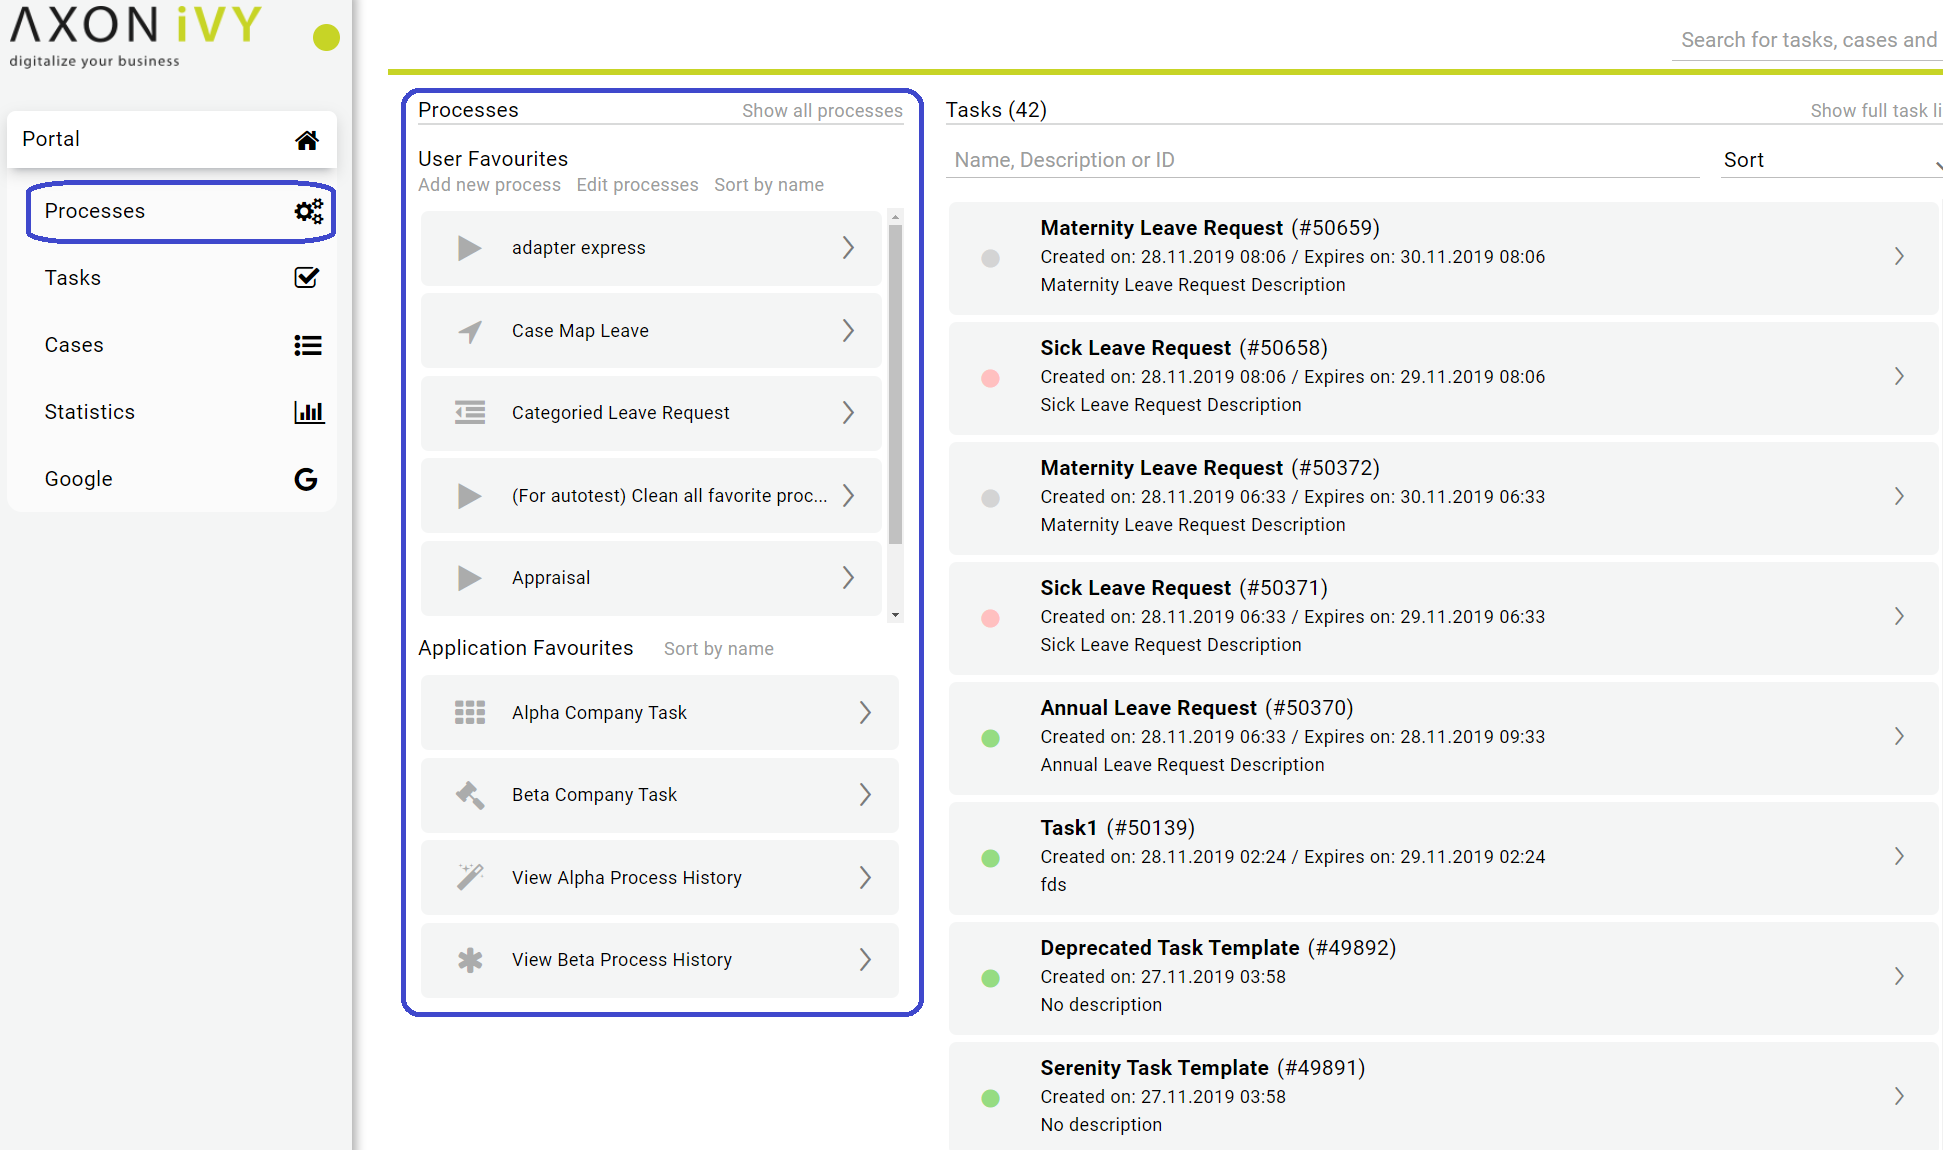 AXON iVY
digitalize your business
Portal
Processes
Tasks
Cases
Statistics
Google
Search for tasks, cases and
Processes
Show all processes
User Favourites
Add new process Edit processes Sort by name
adapter express
Case Map Leave
Categoried Leave Request
(For autotest) Clean all favorite proc...
Appraisal
Application Favourites Sort by name
Alpha Company Task
Beta Company Task
View Alpha Process History
View Beta Process History
Tasks (42)
Show full task li
Name, Description or ID
Sort
Maternity Leave Request (#50659)
Created on: 28.11.2019 08:06 / Expires on: 30.11.2019 08:06
Maternity Leave Request Description
Sick Leave Request (#50658)
Created on: 28.11.2019 08:06 / Expires on: 29.11.2019 08:06
Sick Leave Request Description
Maternity Leave Request (#50372)
Created on: 28.11.2019 06:33 / Expires on: 30.11.2019 06:33
Maternity Leave Request Description
Sick Leave Request (#50371)
Created on: 28.11.2019 06:33 / Expires on: 29.11.2019 06:33
Sick Leave Request Description
Annual Leave Request (#50370)
Created on: 28.11.2019 06:33 / Expires on: 28.11.2019 09:33
Annual Leave Request Description
Task1 (#50139)
Created on: 28.11.2019 02:24 / Expires on: 29.11.2019 02:24
fds
Deprecated Task Template (#49892)
Created on: 27.11.2019 03:58
No description
Serenity Task Template (#49891)
Created on: 27.11.2019 03:58
No description